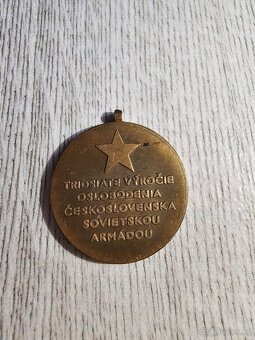 TRIDSIATE VÝROČIE
OSLOBODENIA
ČESKOSLOVENSKA
SOVIETSKOU
ARMÁDOU